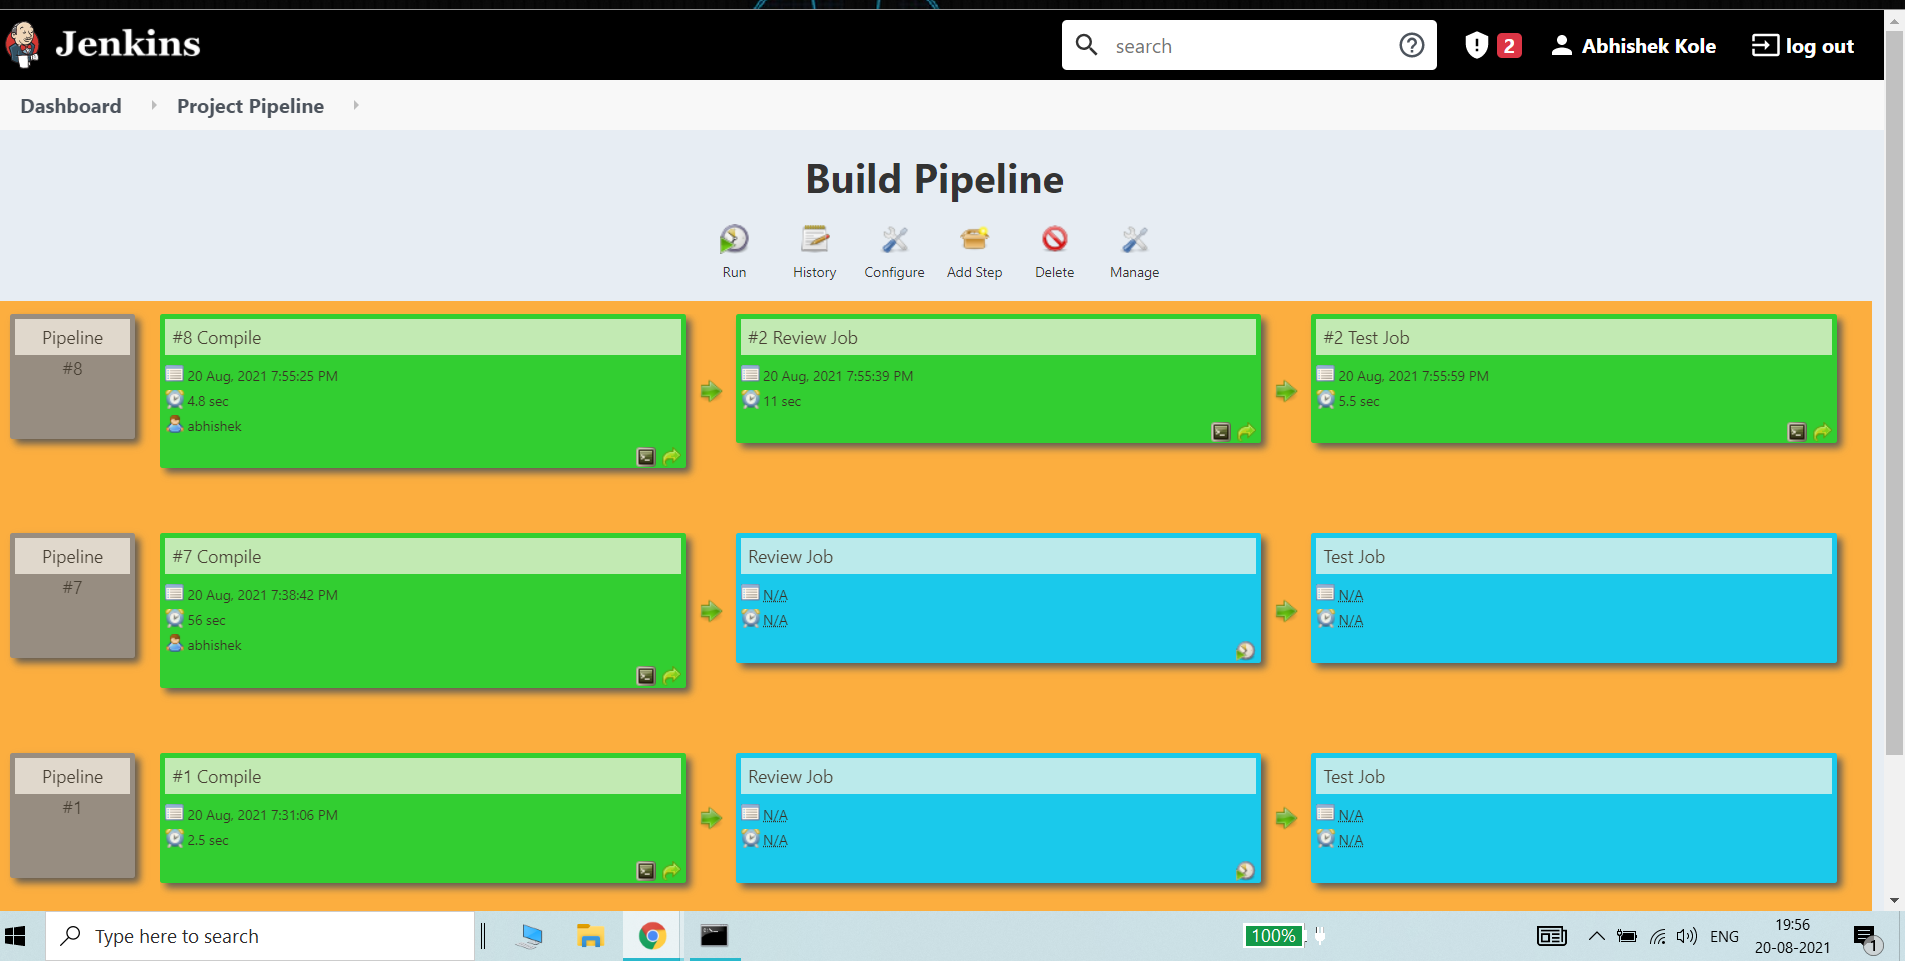 Jenkins
search
2
Abhishek Kole
log out
Dashboard
Project Pipeline
Build Pipeline
Run
History
Configure
Add Step
Delete
Manage
Pipeline
#8
#8 Compile
20 Aug, 2021 7:55:25 PM
4.8 sec
abhishek
#2 Review Job
20 Aug, 2021 7:55:39 PM
11 sec
#2 Test Job
20 Aug, 2021 7:55:59 PM
5.5 sec
Pipeline
#7
#7 Compile
20 Aug, 2021 7:38:42 PM
56 sec
abhishek
Review Job
N/A
N/A
Test Job
N/A
N/A
Pipeline
#1
#1 Compile
20 Aug, 2021 7:31:06 PM
2.5 sec
Review Job
N/A
N/A
Test Job
N/A
N/A
Type here to search
100%
ENG
19:56
20-08-2021
1